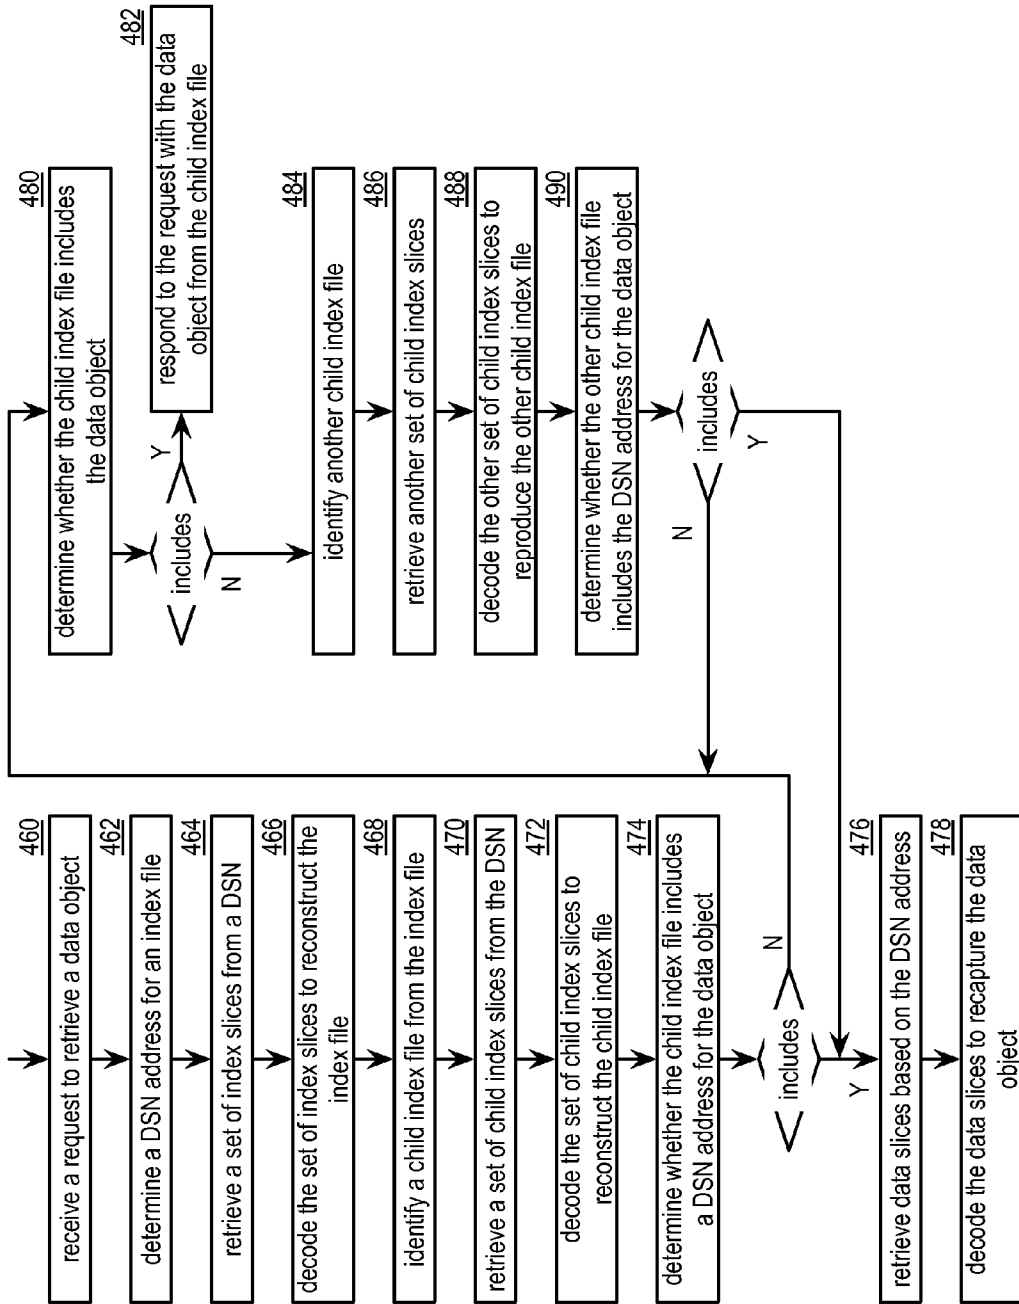 460
receive a request to retrieve a data object
462
determine a DSN address for an index file
464
retrieve a set of index slices from a DSN
466
decode the set of index slices to reconstruct the
index file
468
identify a child index file from the index file
470
retrieve a set of child index slices from the DSN
472
decode the set of child index slices to
reconstruct the child index file
474
determine whether the child index file includes
a DSN address for the data object
includes
N
Y
476
retrieve data slices based on the DSN address
478
decode the data slices to recapture the data
object
480
determine whether the child index file includes
the data object
includes
Y
N
482
respond to the request with the data
object from the child index file
484
identify another child index file
486
retrieve another set of child index slices
488
decode the other set of child index slices to
reproduce the other child index file
490
determine whether the other child index file
includes the DSN address for the data object
includes
N
Y